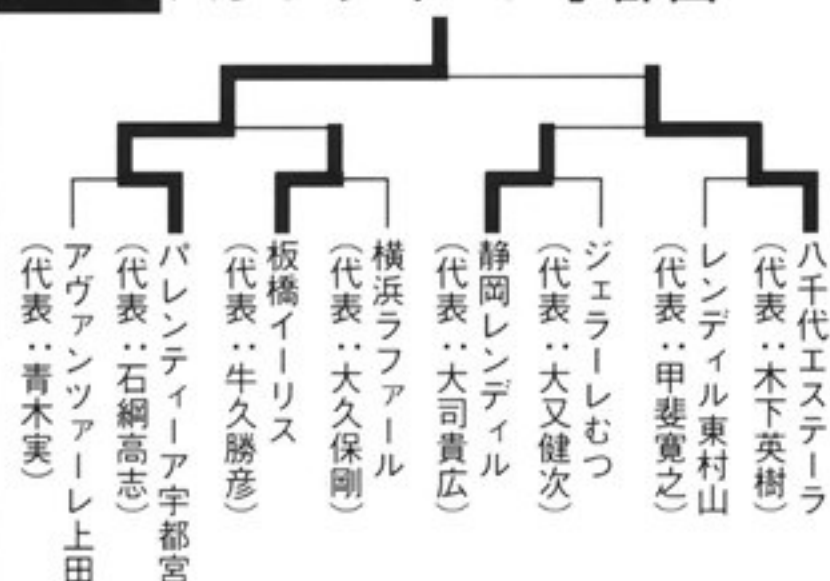 八千代エステーラ
（代表：木下英樹）
レンディル東村山
（代表：甲斐寛之）
ジェラーレむつ
（代表：大又健次）
静岡レンディル
（代表：大司貴広）
横浜ラファール
（代表：大久保剛）
板橋イーリス
（代表：牛久勝彦）
パレンティーア宇都宮
（代表：石綱高志）
アヴァンツァーレ上田
（代表：青木実）